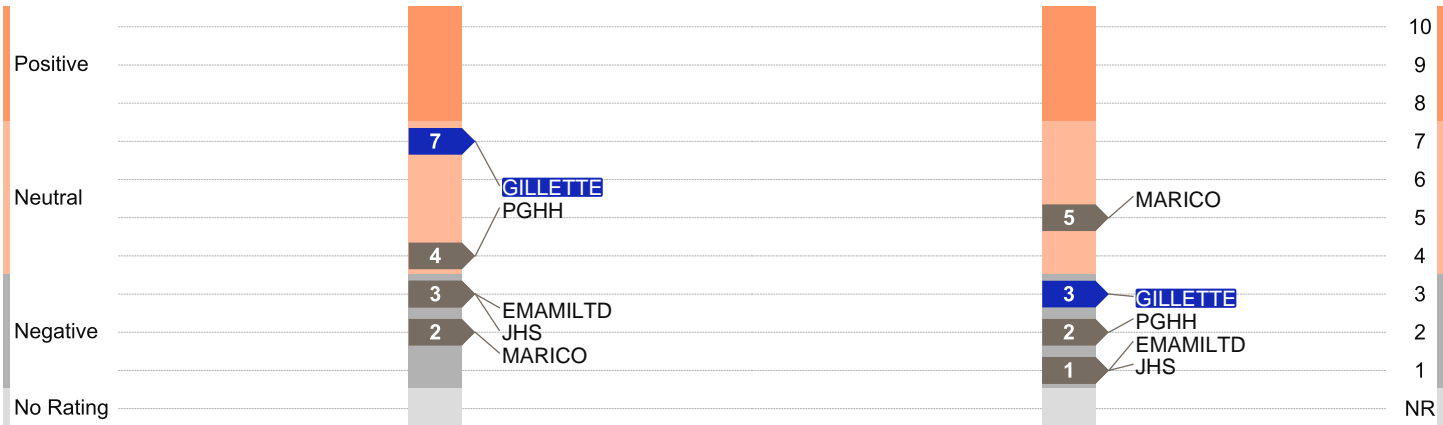 10
Positive 9
8
7 7
GILLETTE 6
Neutral MARICO
PGHH 5 5
4 4
3 3 3
EMAMILTD GILLETTE
PGHH
Negative 2 JHS 2 2
EMAMILTD
MARICO
1 JHS 1
No Rating NR